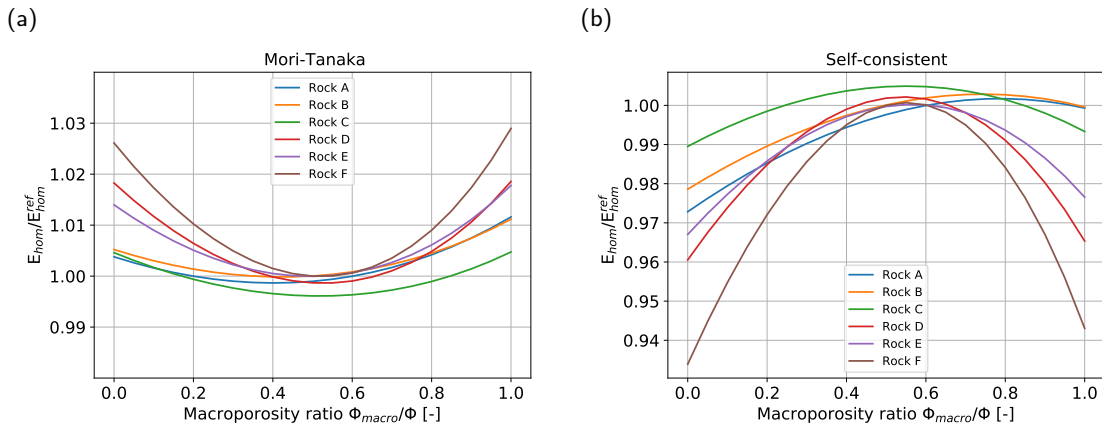 (a)
Mori-Tanaka
Rock A
Rock B
Rock C
Rock D
Rock E
Rock F
1.03
1.02
1.01
1.00
0.99
E_hom/E_hom^ref
0.0 0.2 0.4 0.6 0.8 1.0
Macroporosity ratio Φ_macro/Φ [-]
(b)
Self-consistent
1.00
0.99
0.98
0.97
0.96
0.95
0.94
E_hom/E_hom^ref
Rock A
Rock B
Rock C
Rock D
Rock E
Rock F
0.0 0.2 0.4 0.6 0.8 1.0
Macroporosity ratio Φ_macro/Φ [-]